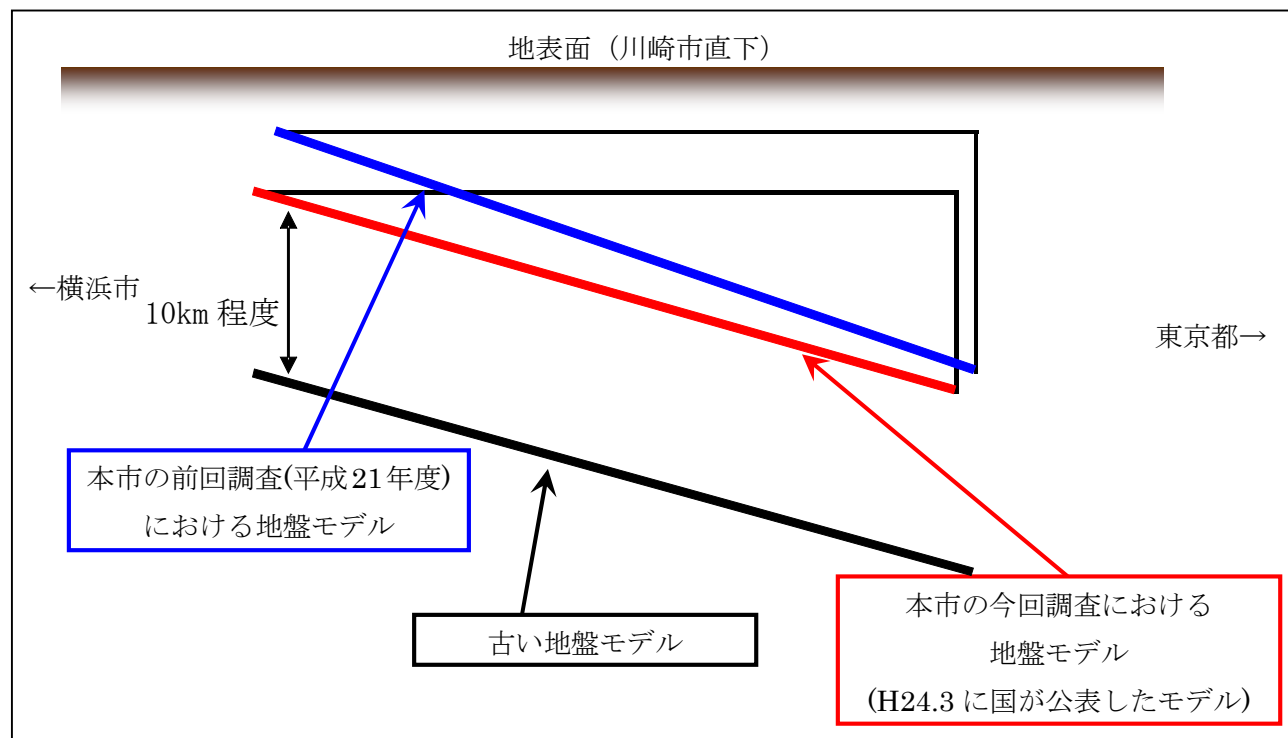 地表面（川崎市直下）
←横浜市
10km 程度
東京都→
本市の前回調査(平成21年度)
における地盤モデル
古い地盤モデル
本市の今回調査における
地盤モデル
(H24.3 に国が公表したモデル)